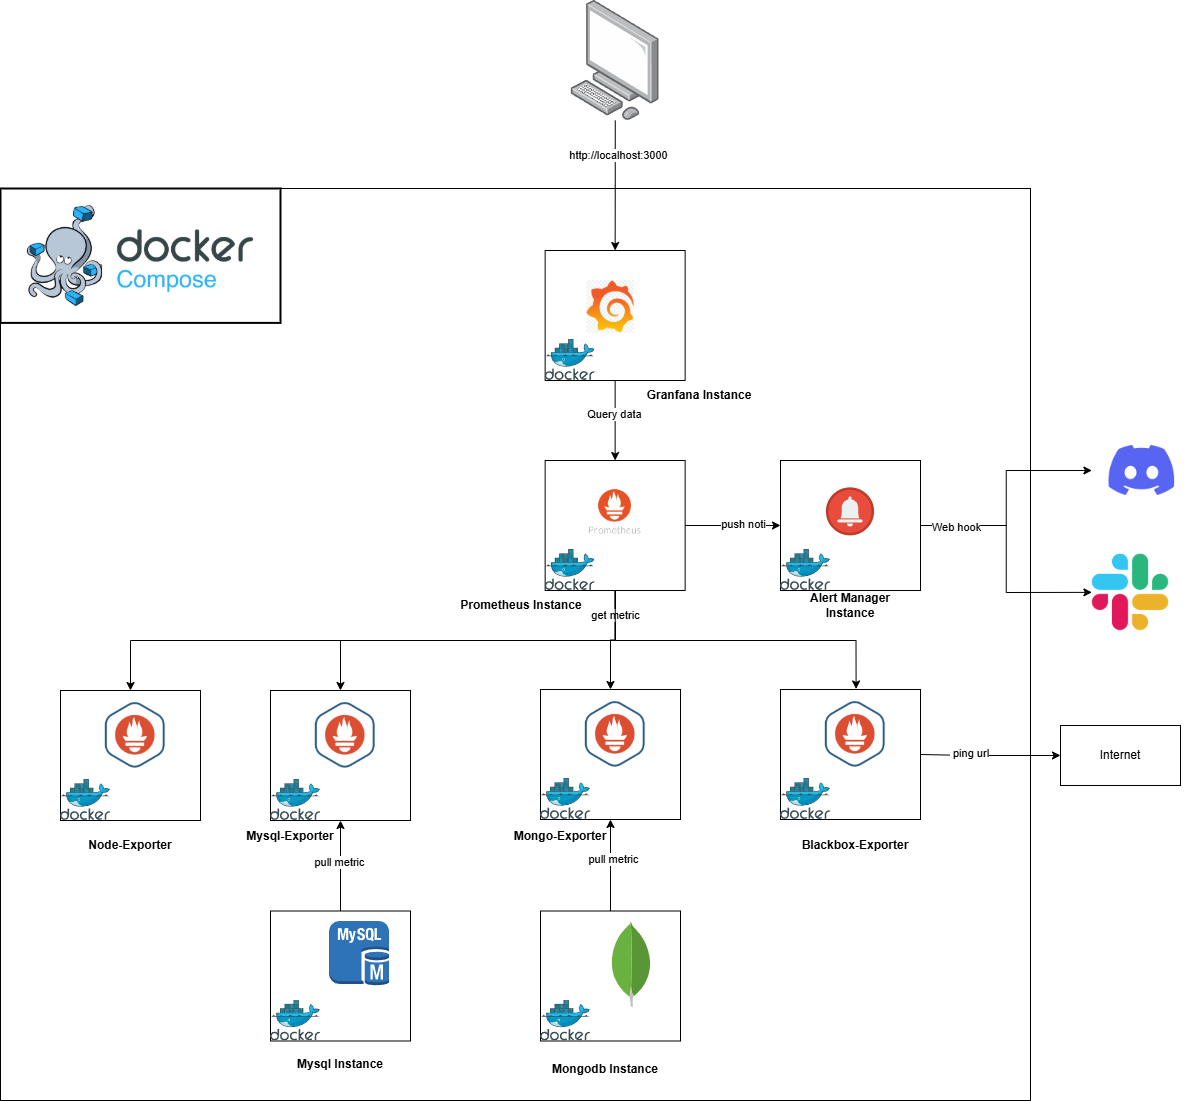 http://localhost:3000
docker
Compose
docker
Granfana Instance
Query data
Prometheus
docker
Prometheus Instance
push noti
docker
Alert Manager
Instance
Web hook
get metric
docker
Node-Exporter
docker
Mysql-Exporter
docker
Mongo-Exporter
docker
Blackbox-Exporter
ping url
Internet
pull metric
pull metric
MySQL
M
docker
Mysql Instance
docker
Mongodb Instance